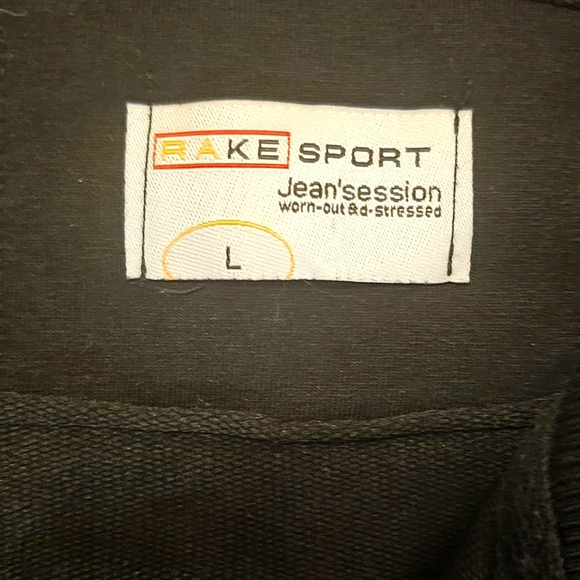 RAKE SPORT
Jean'session
worn-out&d-stressed
L